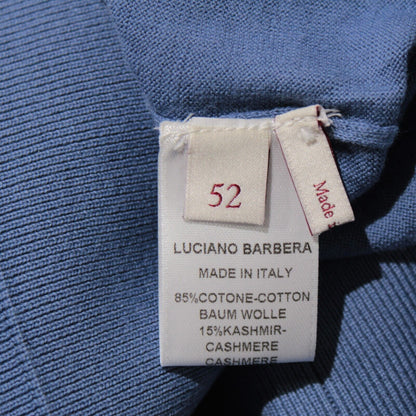 52
Made
LUCIANO BARBERA
MADE IN ITALY
85%COTONE-COTTON
BAUM WOLLE
15%KASHMIR-
CASHMERE
CASHMERE